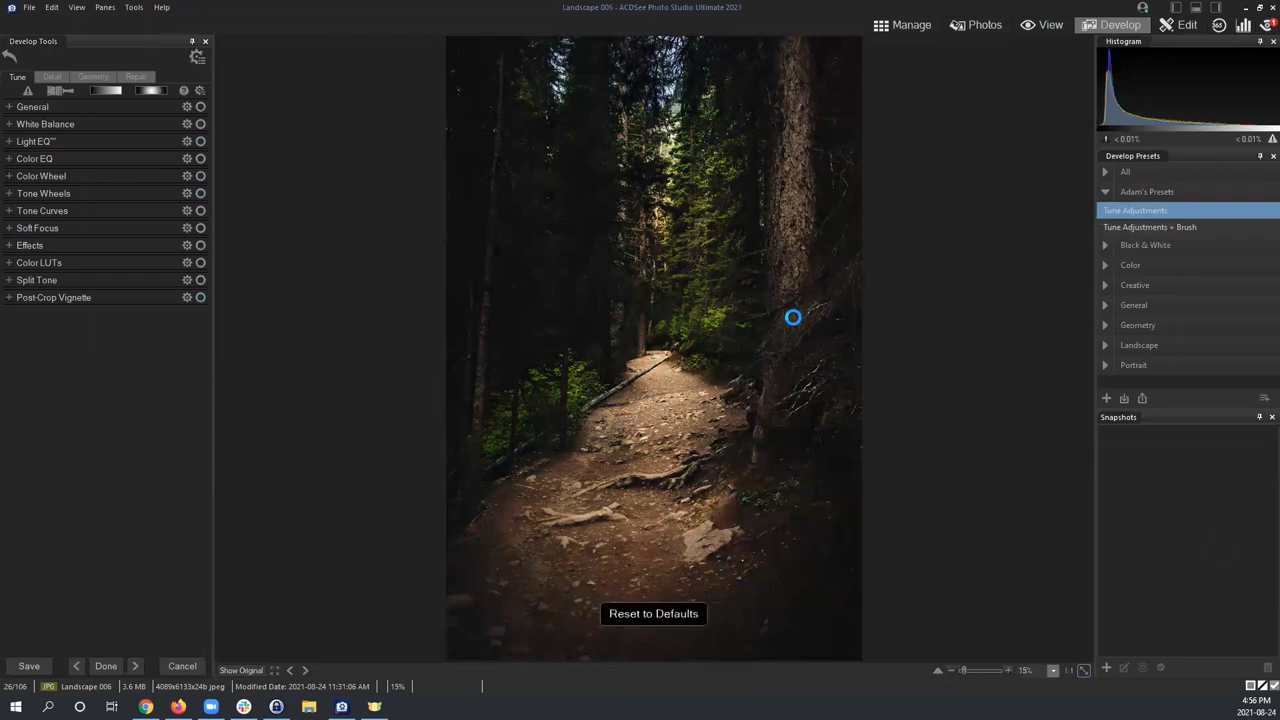 File Edit View Panes Tools Help
Landscape 006 - ACDSee Photo Studio Ultimate 2021
Manage Photos View Develop Edit 365
Develop Tools
Tune Detail Geometry Repair
General
White Balance
Light EQ™
Color EQ
Color Wheel
Tone Wheels
Tone Curves
Soft Focus
Effects
Color LUTs
Split Tone
Post-Crop Vignette
Reset to Defaults
Histogram
< 0.01% < 0.01%
Develop Presets
All
Adam's Presets
Tune Adjustments
Tune Adjustments + Brush
Black & White
Color
Creative
General
Geometry
Landscape
Portrait
Snapshots
Save Done Cancel
Show Original
15% 1:1
26/106 JPG Landscape 006 3.6 MB 4089x6133x24b jpeg Modified Date: 2021-08-24 11:31:06 AM 15%
4:56 PM
2021-08-24